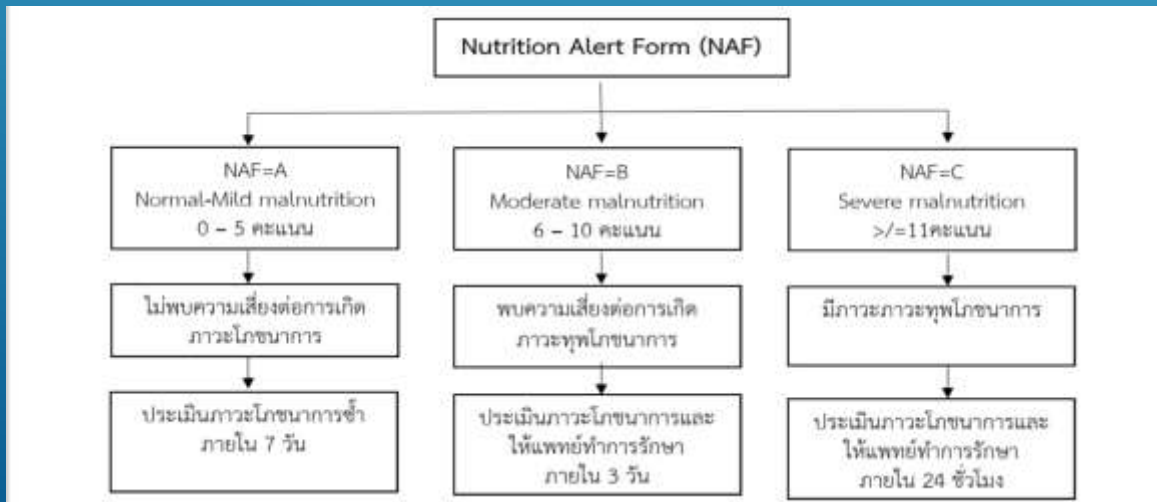 Nutrition Alert Form (NAF)
NAF=A
Normal-Mild malnutrition
0 – 5 คะแนน
NAF=B
Moderate malnutrition
6 – 10 คะแนน
NAF=C
Severe malnutrition
>/=11คะแนน
ไม่พบความเสี่ยงต่อการเกิด
ภาวะโภชนาการ
พบความเสี่ยงต่อการเกิด
ภาวะทุพโภชนาการ
มีภาวะภาวะทุพโภชนาการ
ประเมินภาวะโภชนาการซ้ำ
ภายใน 7 วัน
ประเมินภาวะโภชนาการและ
ให้แพทย์ทำการรักษา
ภายใน 3 วัน
ประเมินภาวะโภชนาการและ
ให้แพทย์ทำการรักษา
ภายใน 24 ชั่วโมง